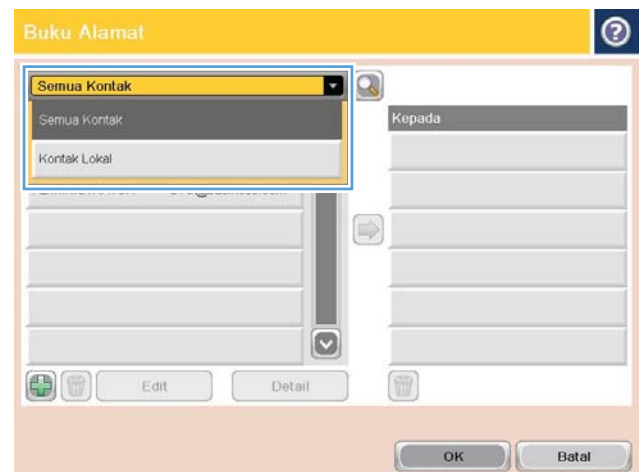 Buku Alamat
Semua Kontak
Semua Kontak
Kepada
Kontak Lokal
Edit
Detail
OK
Batal